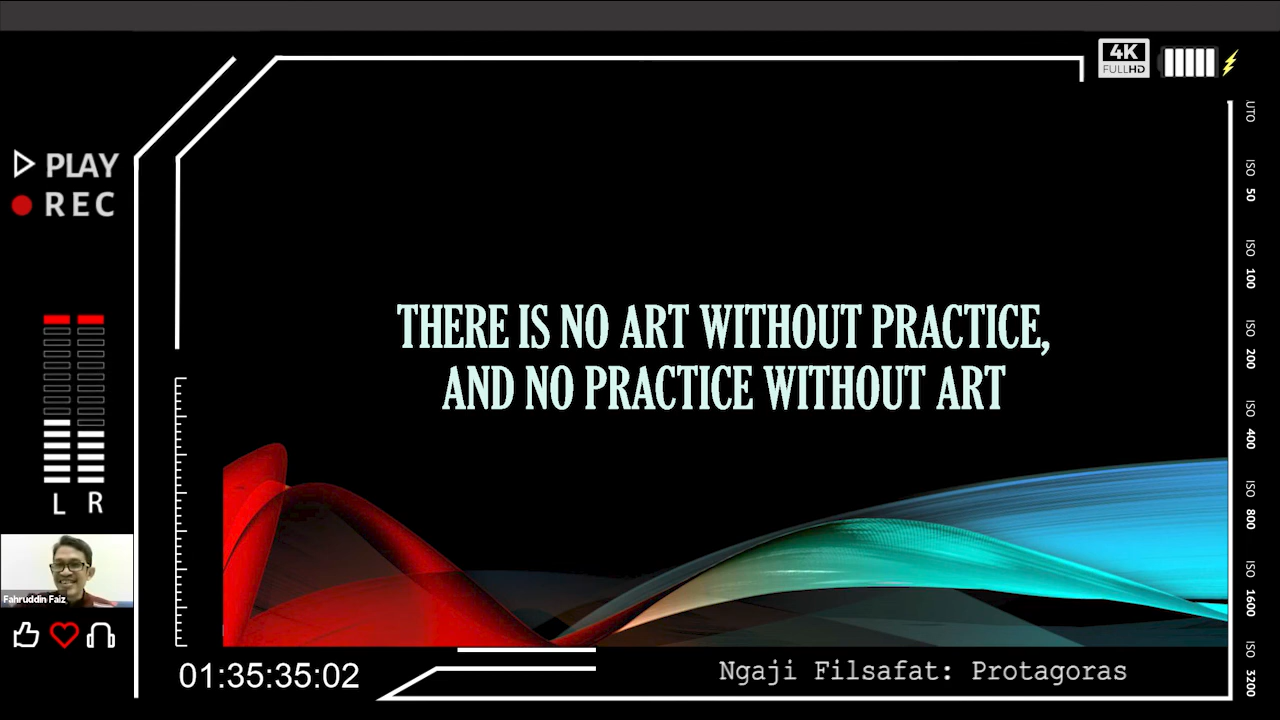 4K
FULLHD
PLAY
REC
UTO
ISO 50
ISO 100
ISO 200
ISO 400
ISO 800
ISO 1600
ISO 3200
THERE IS NO ART WITHOUT PRACTICE,
AND NO PRACTICE WITHOUT ART
L R
Fahruddin Faiz
01:35:35:02
Ngaji Filsafat: Protagoras